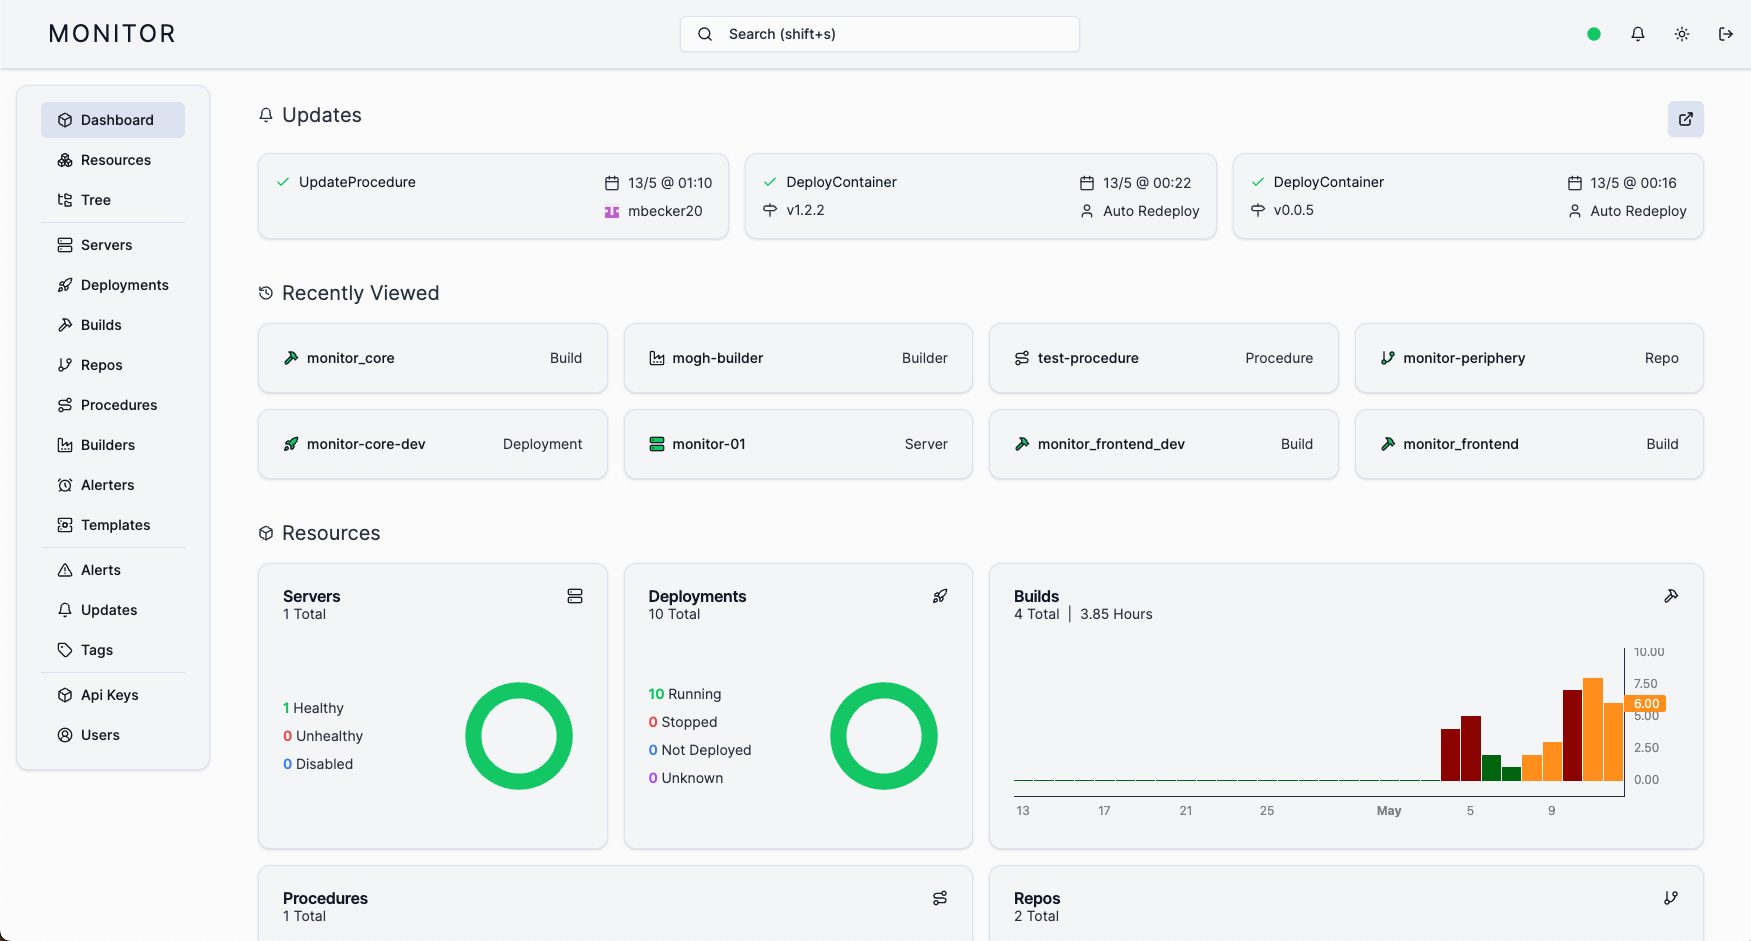 MONITOR
Search (shift+s)
Dashboard
Resources
Tree
Servers
Deployments
Builds
Repos
Procedures
Builders
Alerters
Templates
Alerts
Updates
Tags
Api Keys
Users
Updates
UpdateProcedure
13/5 @ 01:10
mbecker20
DeployContainer
v1.2.2
13/5 @ 00:22
Auto Redeploy
DeployContainer
v0.0.5
13/5 @ 00:16
Auto Redeploy
Recently Viewed
monitor_core Build
mogh-builder Builder
test-procedure Procedure
monitor-periphery Repo
monitor-core-dev Deployment
monitor-01 Server
monitor_frontend_dev Build
monitor_frontend Build
Resources
Servers
1 Total
1 Healthy
0 Unhealthy
0 Disabled
Deployments
10 Total
10 Running
0 Stopped
0 Not Deployed
0 Unknown
Builds
4 Total | 3.85 Hours
10.00
7.50
6.00
5.00
2.50
0.00
13 17 21 25 May 5 9
Procedures
1 Total
Repos
2 Total